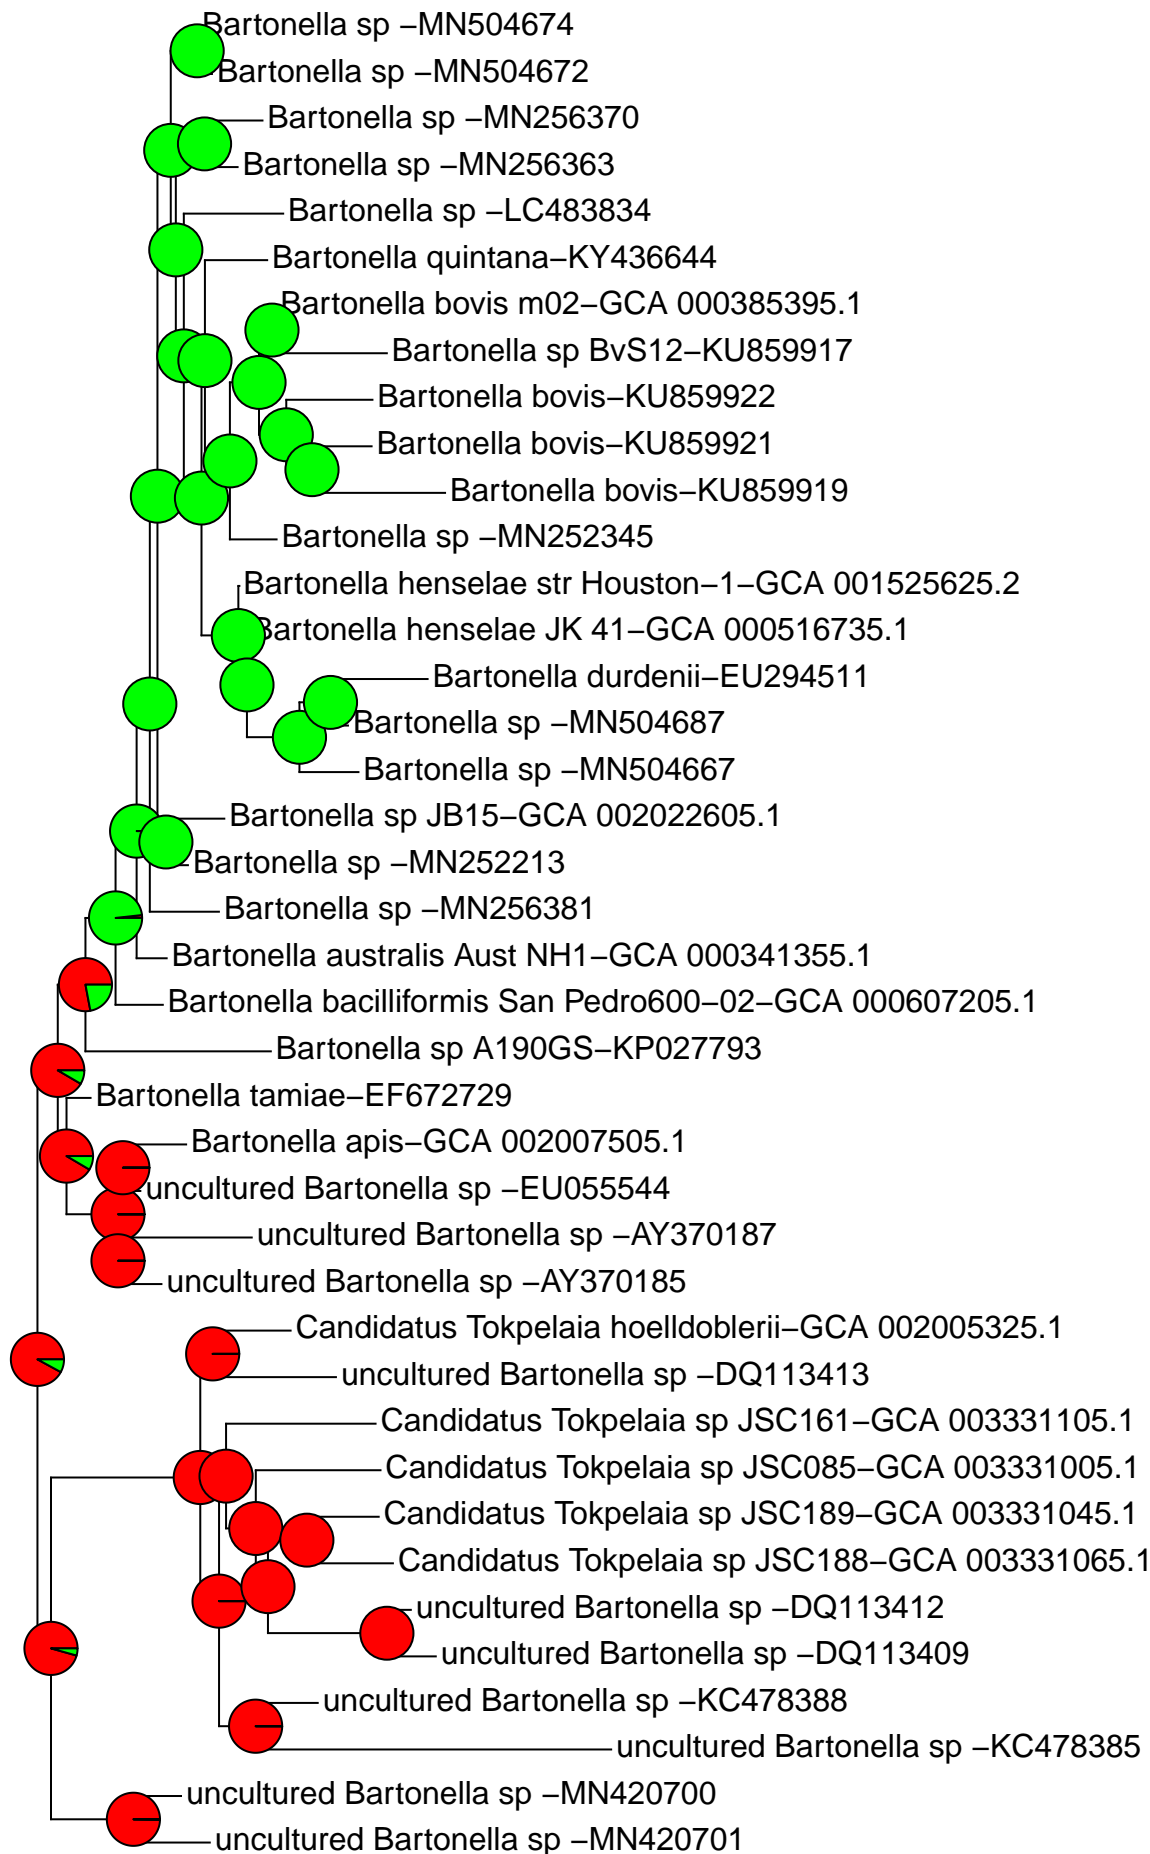 Bartonella sp –MN504674
Bartonella sp –MN504672
Bartonella sp –MN256370
Bartonella sp –MN256363
Bartonella sp –LC483834
Bartonella quintana–KY436644
Bartonella bovis m02–GCA 000385395.1
Bartonella sp BvS12–KU859917
Bartonella bovis–KU859922
Bartonella bovis–KU859921
Bartonella bovis–KU859919
Bartonella sp –MN252345
Bartonella henselae str Houston–1–GCA 001525625.2
Bartonella henselae JK 41–GCA 000516735.1
Bartonella durdenii–EU294511
Bartonella sp –MN504687
Bartonella sp –MN504667
Bartonella sp JB15–GCA 002022605.1
Bartonella sp –MN252213
Bartonella sp –MN256381
Bartonella australis Aust NH1–GCA 000341355.1
Bartonella bacilliformis San Pedro600–02–GCA 000607205.1
Bartonella sp A190GS–KP027793
Bartonella tamiae–EF672729
Bartonella apis–GCA 002007505.1
uncultured Bartonella sp –EU055544
uncultured Bartonella sp –AY370187
uncultured Bartonella sp –AY370185
Candidatus Tokpelaia hoelldoblerii–GCA 002005325.1
uncultured Bartonella sp –DQ113413
Candidatus Tokpelaia sp JSC161–GCA 003331105.1
Candidatus Tokpelaia sp JSC085–GCA 003331005.1
Candidatus Tokpelaia sp JSC189–GCA 003331045.1
Candidatus Tokpelaia sp JSC188–GCA 003331065.1
uncultured Bartonella sp –DQ113412
uncultured Bartonella sp –DQ113409
uncultured Bartonella sp –KC478388
uncultured Bartonella sp –KC478385
uncultured Bartonella sp –MN420700
uncultured Bartonella sp –MN420701